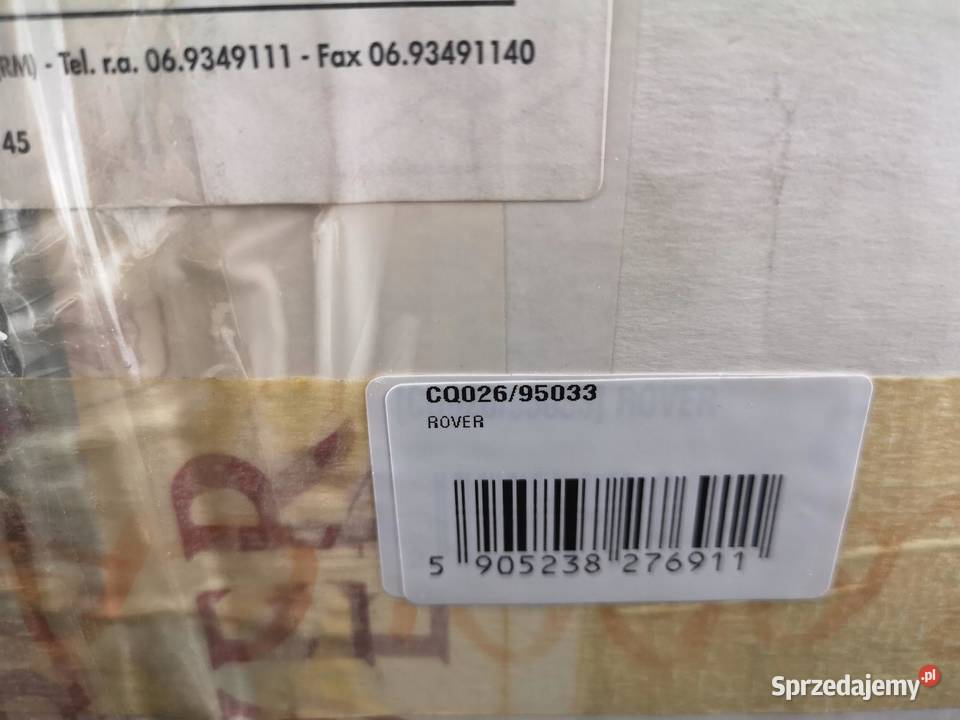 (RM) - Tel. r.a. 06.9349111 - Fax 06.93491140
45
CQ026/95033
ROVER
5 905238 276911
Sprzedajemy.pl